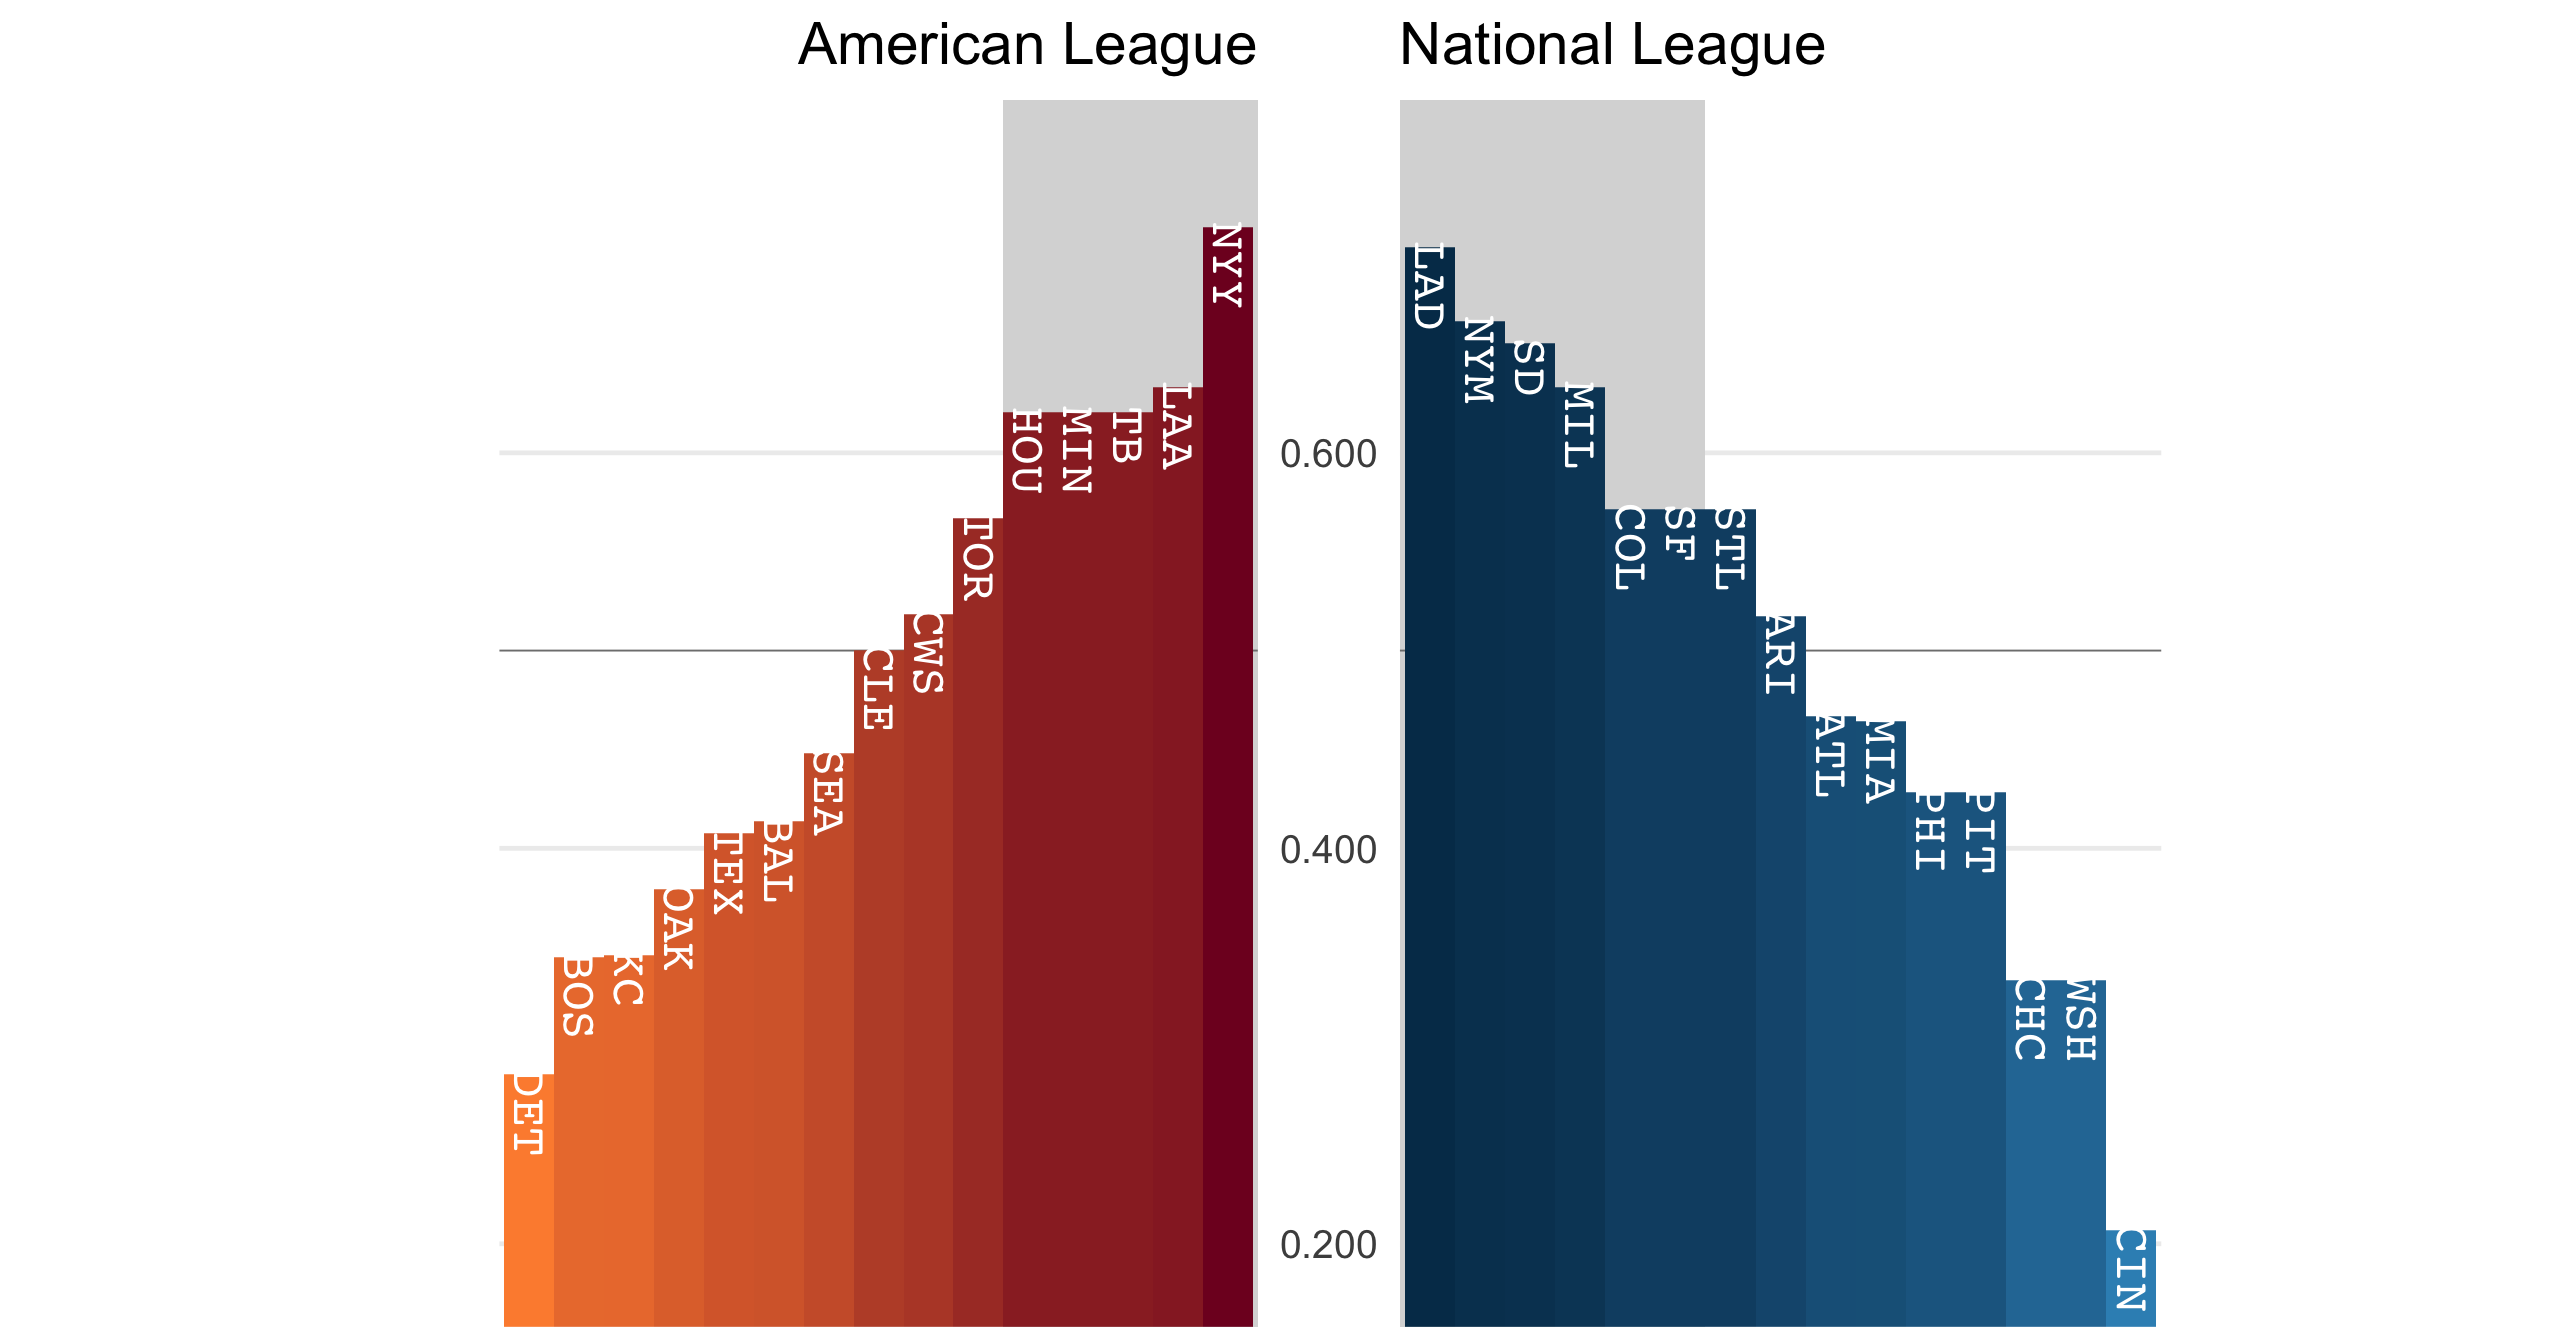 American League
National League
NYY
LAA
TB
MIN
HOU
TOR
CWS
CLE
SEA
BAL
TEX
OAK
KC
BOS
DET
0.600
0.400
0.200
LAD
NYM
SD
MIL
COL
SF
STL
ARI
ATL
MIA
PHI
PIT
CHC
WSH
CIN